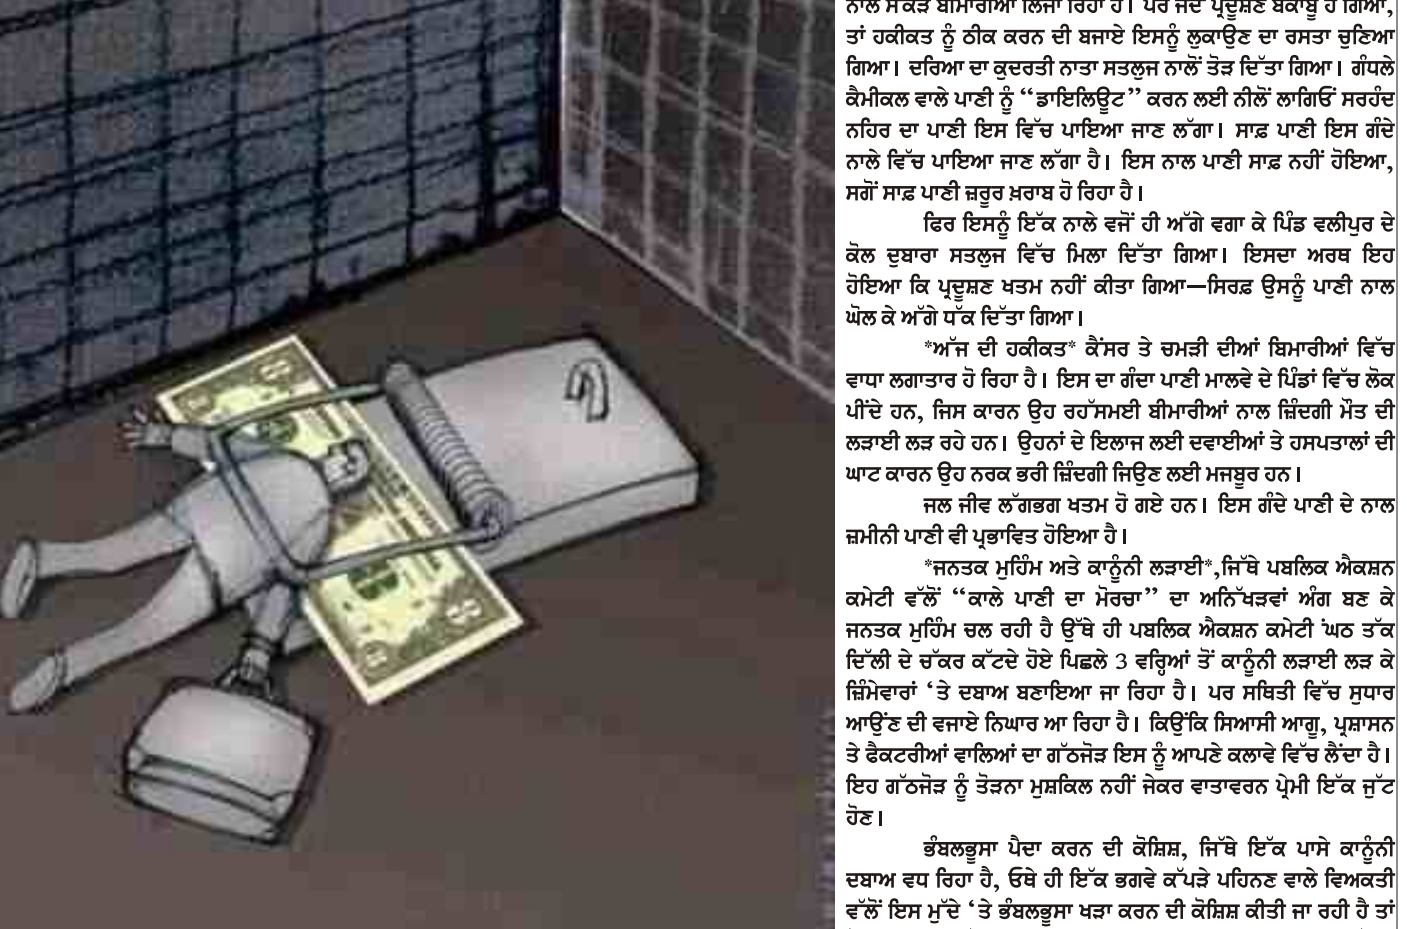 ਨਾਲ ਸੈਂਕੜੇ ਬੀਮਾਰੀਆਂ ਲਿਜਾ ਰਿਹਾ ਹੈ। ਪਰ ਜਦੋਂ ਪ੍ਰਦੂਸ਼ਣ ਬੇਕਾਬੂ ਹੋ ਗਿਆ,
ਤਾਂ ਹਕੀਕਤ ਨੂੰ ਠੀਕ ਕਰਨ ਦੀ ਬਜਾਏ ਇਸਨੂੰ ਲੁਕਾਉਣ ਦਾ ਰਸਤਾ ਚੁਣਿਆ
ਗਿਆ। ਦਰਿਆ ਦਾ ਕੁਦਰਤੀ ਨਾਤਾ ਸਤਲੁਜ ਨਾਲੋਂ ਤੋੜ ਦਿੱਤਾ ਗਿਆ। ਗੰਧਲੇ
ਕੈਮੀਕਲ ਵਾਲੇ ਪਾਣੀ ਨੂੰ “ਡਾਇਲਿਊਟ” ਕਰਨ ਲਈ ਨੀਲੋਂ ਲਾਗਿਓਂ ਸਰਹੰਦ
ਨਹਿਰ ਦਾ ਪਾਣੀ ਇਸ ਵਿੱਚ ਪਾਇਆ ਜਾਣ ਲੱਗਾ। ਸਾਫ਼ ਪਾਣੀ ਇਸ ਗੰਦੇ
ਨਾਲੇ ਵਿੱਚ ਪਾਇਆ ਜਾਣ ਲੱਗਾ ਹੈ। ਇਸ ਨਾਲ ਪਾਣੀ ਸਾਫ਼ ਨਹੀਂ ਹੋਇਆ,
ਸਗੋਂ ਸਾਫ਼ ਪਾਣੀ ਜ਼ਰੂਰ ਖ਼ਰਾਬ ਹੋ ਰਿਹਾ ਹੈ।
ਫਿਰ ਇਸਨੂੰ ਇੱਕ ਨਾਲੇ ਵਜੋਂ ਹੀ ਅੱਗੇ ਵਗਾ ਕੇ ਪਿੰਡ ਵਲੀਪੁਰ ਦੇ
ਕੋਲ ਦੁਬਾਰਾ ਸਤਲੁਜ ਵਿੱਚ ਮਿਲਾ ਦਿੱਤਾ ਗਿਆ। ਇਸਦਾ ਅਰਥ ਇਹ
ਹੋਇਆ ਕਿ ਪ੍ਰਦੂਸ਼ਣ ਖਤਮ ਨਹੀਂ ਕੀਤਾ ਗਿਆ—ਸਿਰਫ਼ ਉਸਨੂੰ ਪਾਣੀ ਨਾਲ
ਘੋਲ ਕੇ ਅੱਗੇ ਧੱਕ ਦਿੱਤਾ ਗਿਆ।
*ਅੱਜ ਦੀ ਹਕੀਕਤ* ਕੈਂਸਰ ਤੇ ਚਮੜੀ ਦੀਆਂ ਬਿਮਾਰੀਆਂ ਵਿੱਚ
ਵਾਧਾ ਲਗਾਤਾਰ ਹੋ ਰਿਹਾ ਹੈ। ਇਸ ਦਾ ਗੰਦਾ ਪਾਣੀ ਮਾਲਵੇ ਦੇ ਪਿੰਡਾਂ ਵਿੱਚ ਲੋਕ
ਪੀਂਦੇ ਹਨ, ਜਿਸ ਕਾਰਨ ਉਹ ਰਹੱਸਮਈ ਬੀਮਾਰੀਆਂ ਨਾਲ ਜ਼ਿੰਦਗੀ ਮੌਤ ਦੀ
ਲੜਾਈ ਲੜ ਰਹੇ ਹਨ। ਉਹਨਾਂ ਦੇ ਇਲਾਜ ਲਈ ਦਵਾਈਆਂ ਤੇ ਹਸਪਤਾਲਾਂ ਦੀ
ਘਾਟ ਕਾਰਨ ਉਹ ਨਰਕ ਭਰੀ ਜ਼ਿੰਦਗੀ ਜਿਉਣ ਲਈ ਮਜਬੂਰ ਹਨ।
ਜਲ ਜੀਵ ਲੱਗਭਗ ਖਤਮ ਹੋ ਗਏ ਹਨ। ਇਸ ਗੰਦੇ ਪਾਣੀ ਦੇ ਨਾਲ
ਜ਼ਮੀਨੀ ਪਾਣੀ ਵੀ ਪ੍ਰਭਾਵਿਤ ਹੋਇਆ ਹੈ।
*ਜਨਤਕ ਮੁਹਿੰਮ ਅਤੇ ਕਾਨੂੰਨੀ ਲੜਾਈ*,ਜਿੱਥੇ ਪਬਲਿਕ ਐਕਸ਼ਨ
ਕਮੇਟੀ ਵੱਲੋਂ “ਕਾਲੇ ਪਾਣੀ ਦਾ ਮੋਰਚਾ” ਦਾ ਅਨਿੱਖੜਵਾਂ ਅੰਗ ਬਣ ਕੇ
ਜਨਤਕ ਮੁਹਿੰਮ ਚਲ ਰਹੀ ਹੈ ਉੱਥੇ ਹੀ ਪਬਲਿਕ ਐਕਸ਼ਨ ਕਮੇਟੀ ਤੱਕ
ਦਿੱਲੀ ਦੇ ਚੱਕਰ ਕੱਟਦੇ ਹੋਏ ਪਿਛਲੇ 3 ਵਰ੍ਹਿਆਂ ਤੋਂ ਕਾਨੂੰਨੀ ਲੜਾਈ ਲੜ ਕੇ
ਜ਼ਿੰਮੇਵਾਰਾਂ ‘ਤੇ ਦਬਾਅ ਬਣਾਇਆ ਜਾ ਰਿਹਾ ਹੈ। ਪਰ ਸਥਿਤੀ ਵਿੱਚ ਸੁਧਾਰ
ਆਉਂਣ ਦੀ ਵਜਾਏ ਨਿਘਾਰ ਆ ਰਿਹਾ ਹੈ। ਕਿਉਂਕਿ ਸਿਆਸੀ ਆਗੂ, ਪ੍ਰਸ਼ਾਸਨ
ਤੇ ਫੈਕਟਰੀਆਂ ਵਾਲਿਆਂ ਦਾ ਗੱਠਜੋੜ ਇਸ ਨੂੰ ਆਪਣੇ ਕਲਾਵੇ ਵਿੱਚ ਲੈਂਦਾ ਹੈ।
ਇਹ ਗੱਠਜੋੜ ਨੂੰ ਤੋੜਨਾ ਮੁਸ਼ਕਿਲ ਨਹੀਂ ਜੇਕਰ ਵਾਤਾਵਰਨ ਪ੍ਰੇਮੀ ਇੱਕ ਜੁੱਟ
ਹੋਣ।
ਭੰਬਲਭੂਸਾ ਪੈਦਾ ਕਰਨ ਦੀ ਕੋਸ਼ਿਸ਼, ਜਿੱਥੇ ਇੱਕ ਪਾਸੇ ਕਾਨੂੰਨੀ
ਦਬਾਅ ਵਧ ਰਿਹਾ ਹੈ, ਓਥੇ ਹੀ ਇੱਕ ਭਗਵੇ ਕੱਪੜੇ ਪਹਿਨਣ ਵਾਲੇ ਵਿਅਕਤੀ
ਵੱਲੋਂ ਇਸ ਮੁੱਦੇ ‘ਤੇ ਭੰਬਲਭੂਸਾ ਖੜਾ ਕਰਨ ਦੀ ਕੋਸ਼ਿਸ਼ ਕੀਤੀ ਜਾ ਰਹੀ ਹੈ ਤਾਂ